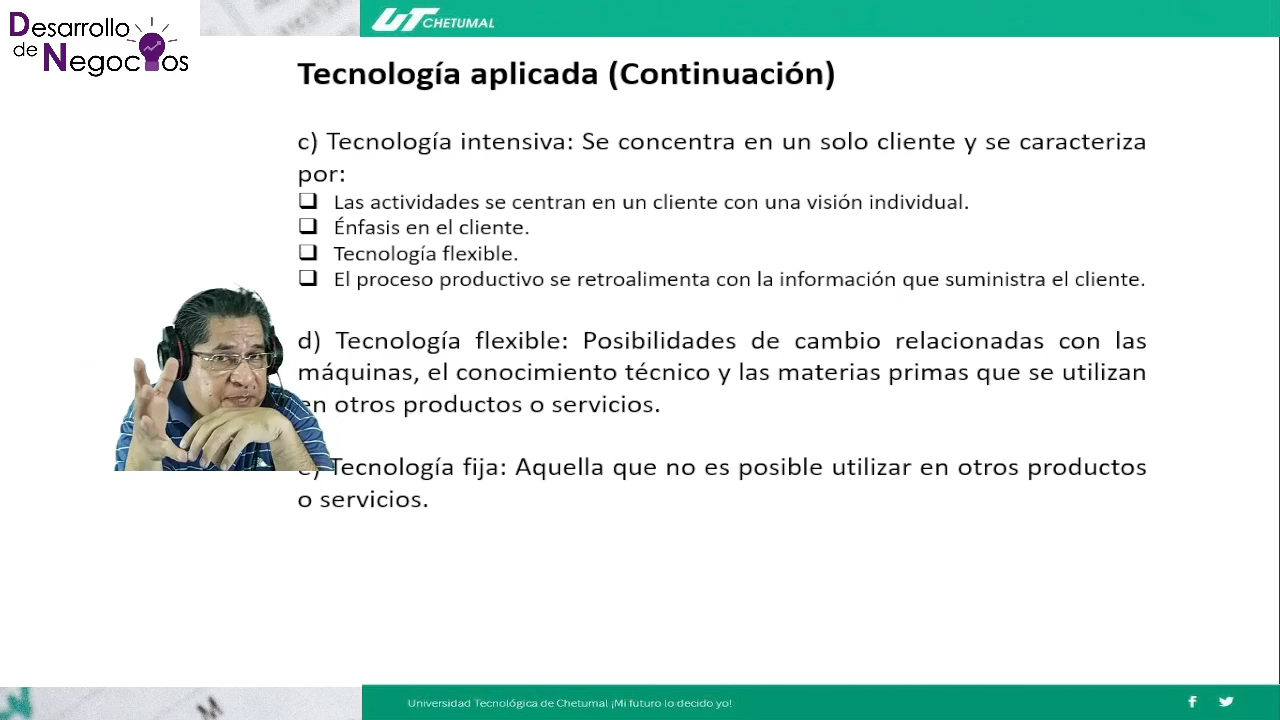 Desarrollo
de
Negocios
UT CHETUMAL
Tecnología aplicada (Continuación)
c) Tecnología intensiva: Se concentra en un solo cliente y se caracteriza
por:
Las actividades se centran en un cliente con una visión individual.
Énfasis en el cliente.
Tecnología flexible.
El proceso productivo se retroalimenta con la información que suministra el cliente.
d) Tecnología flexible: Posibilidades de cambio relacionadas con las
máquinas, el conocimiento técnico y las materias primas que se utilizan
en otros productos o servicios.
e) Tecnología fija: Aquella que no es posible utilizar en otros productos
o servicios.
Universidad Tecnológica de Chetumal ¡Mi futuro lo decido yo!